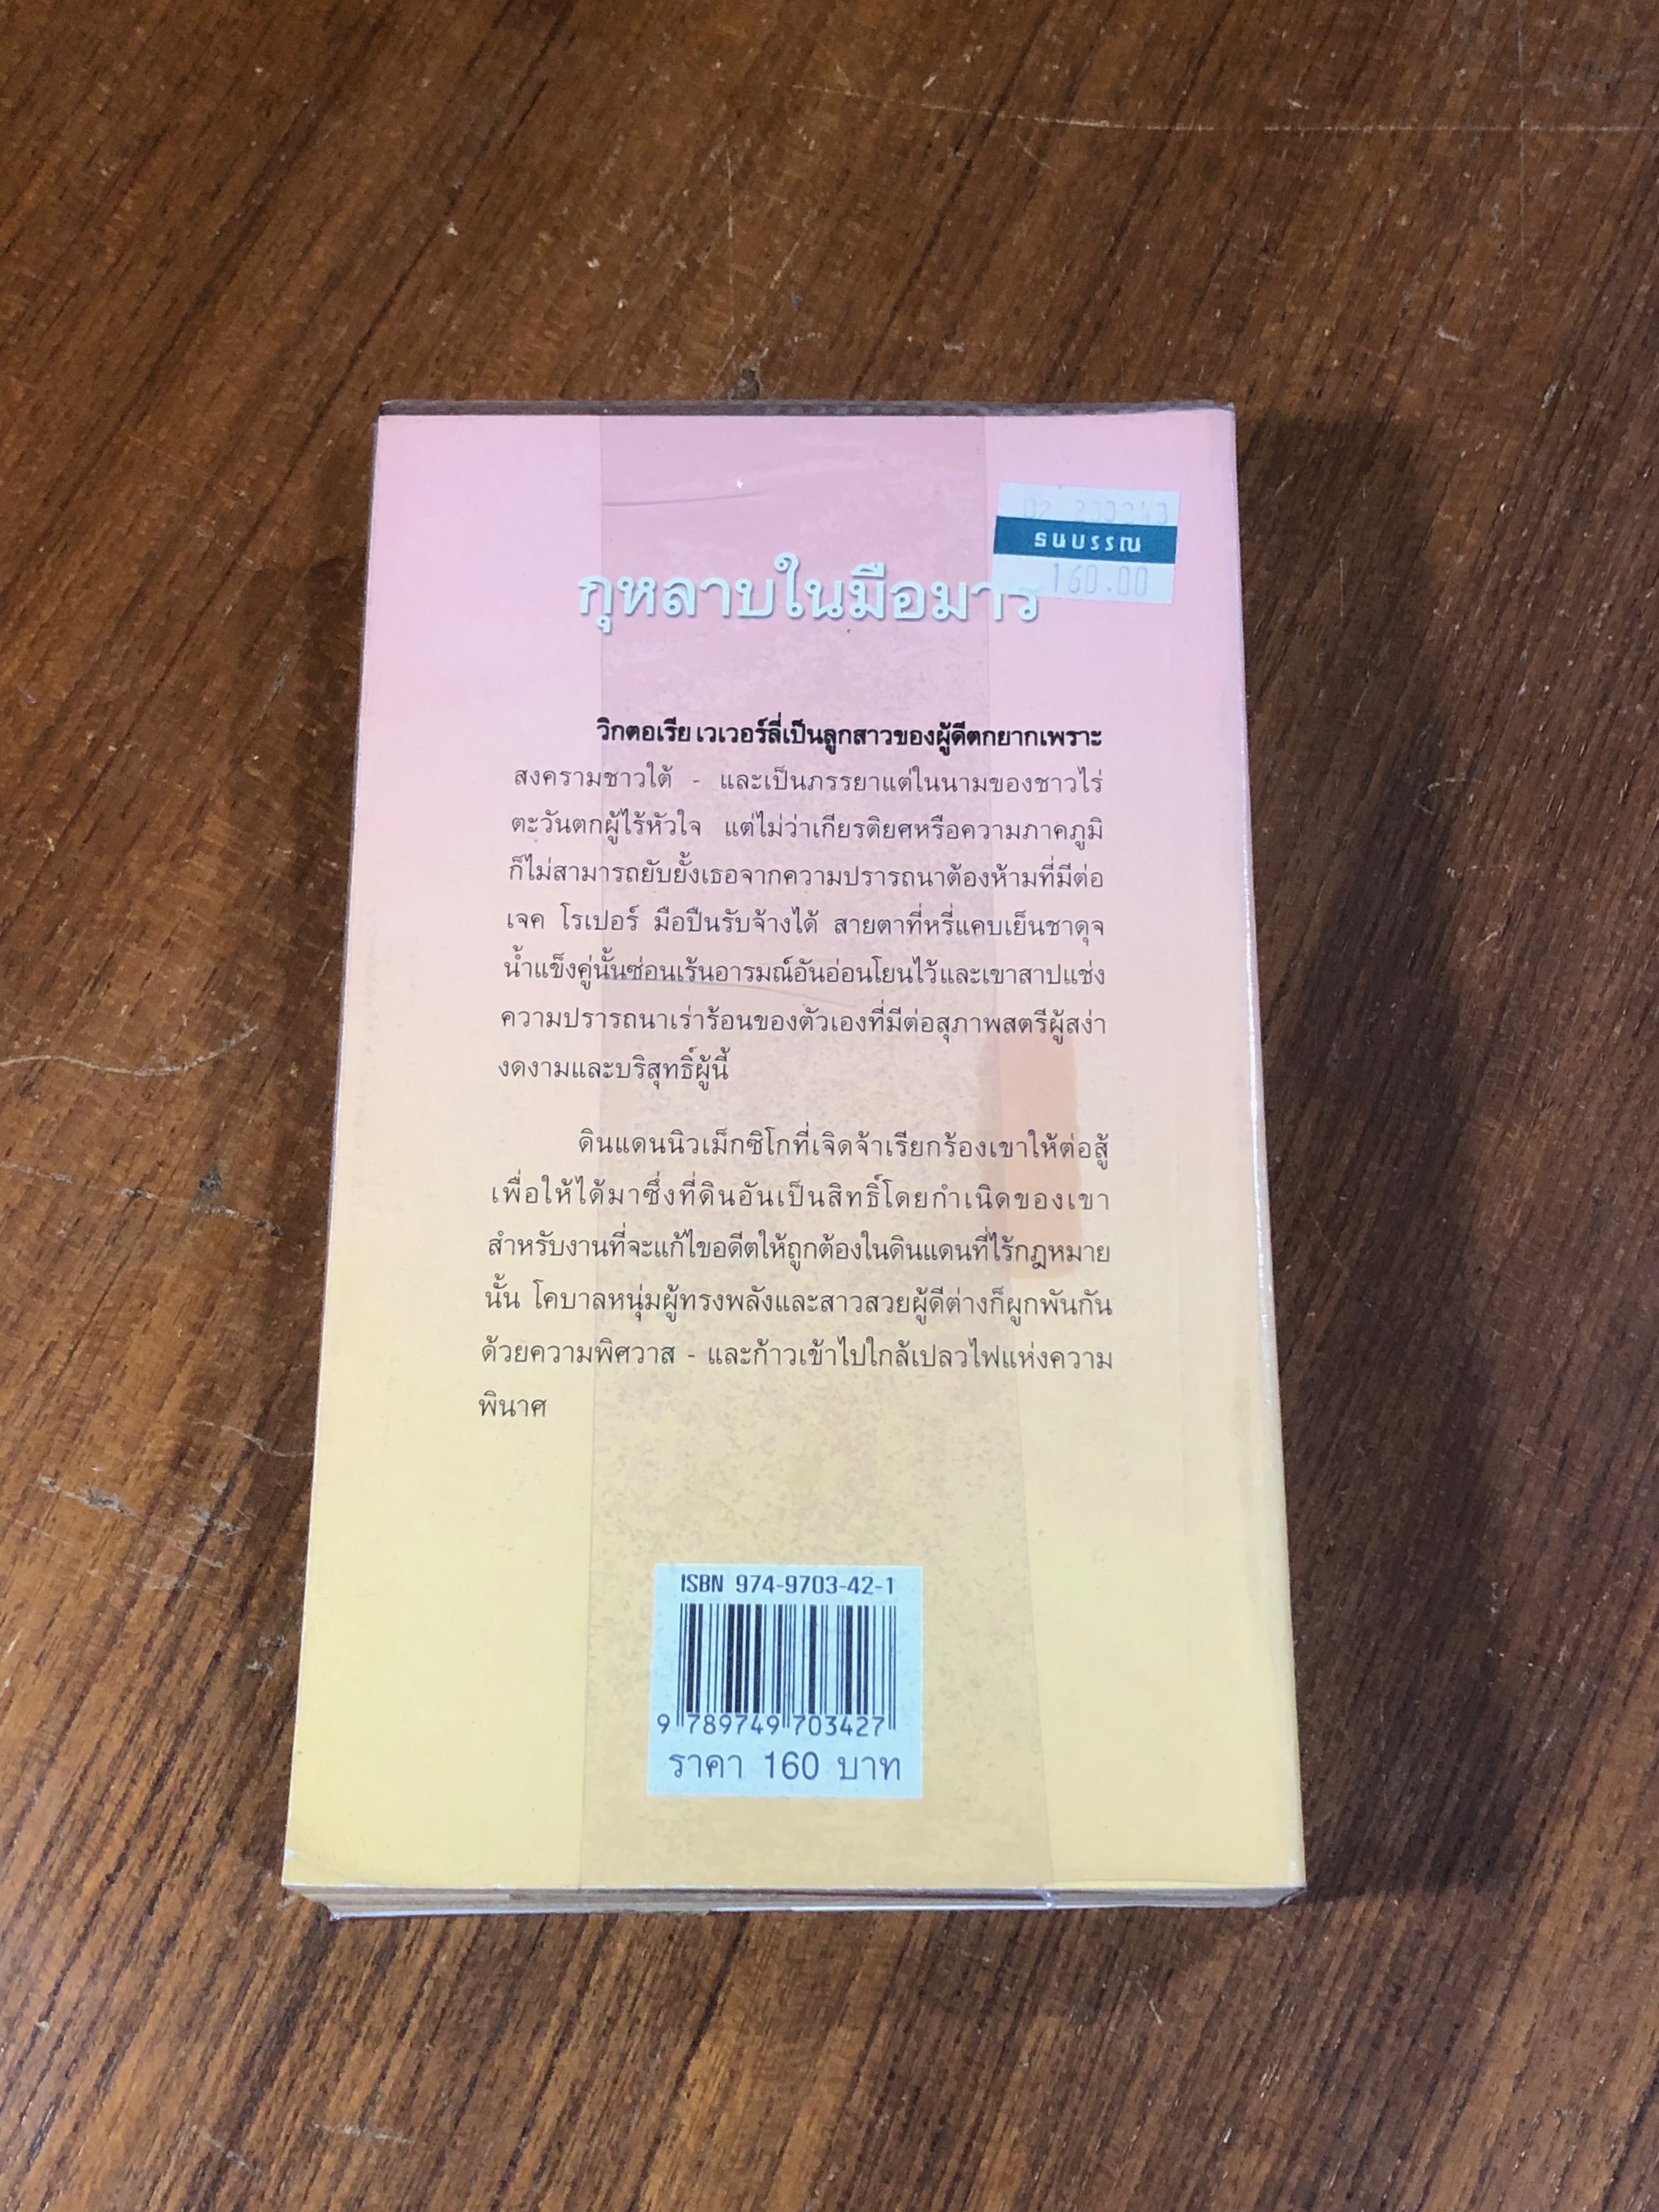 02 230243
ธนบรรณ
160.00
กุหลาบในมือมาร
วิกตอเรีย เวเวอร์ลี่เป็นลูกสาวของผู้ดีตกยากเพราะ
สงครามชาวใต้ - และเป็นภรรยาแต่ในนามของชาวไร่
ตะวันตกผู้ไร้หัวใจ แต่ไม่ว่าเกียรติยศหรือความภาคภูมิ
ก็ไม่สามารถยับยั้งเธอจากความปรารถนาต้องห้ามที่มีต่อ
เจค โรเปอร์ มือปืนรับจ้างได้ สายตาที่หรี่แคบเย็นชาดุจ
น้ำแข็งคู่นั้นซ่อนเร้นอารมณ์อันอ่อนโยนไว้และเขาสาปแช่ง
ความปรารถนาเร่าร้อนของตัวเองที่มีต่อสุภาพสตรีผู้สง่า
งดงามและบริสุทธิ์ผู้นี้
ดินแดนนิวเม็กซิโกที่เจิดจ้าเรียกร้องเขาให้ต่อสู้
เพื่อให้ได้มาซึ่งที่ดินอันเป็นสิทธิ์โดยกำเนิดของเขา
สำหรับงานที่จะแก้ไขอดีตให้ถูกต้องในดินแดนที่ไร้กฎหมาย
นั้น โคบาลหนุ่มผู้ทรงพลังและสาวสวยผู้ดีต่างก็ผูกพันกัน
ด้วยความพิศวาส - และก้าวเข้าไปใกล้เปลวไฟแห่งความ
พินาศ
ISBN 974-9703-42-1
9 789749 703427
ราคา 160 บาท